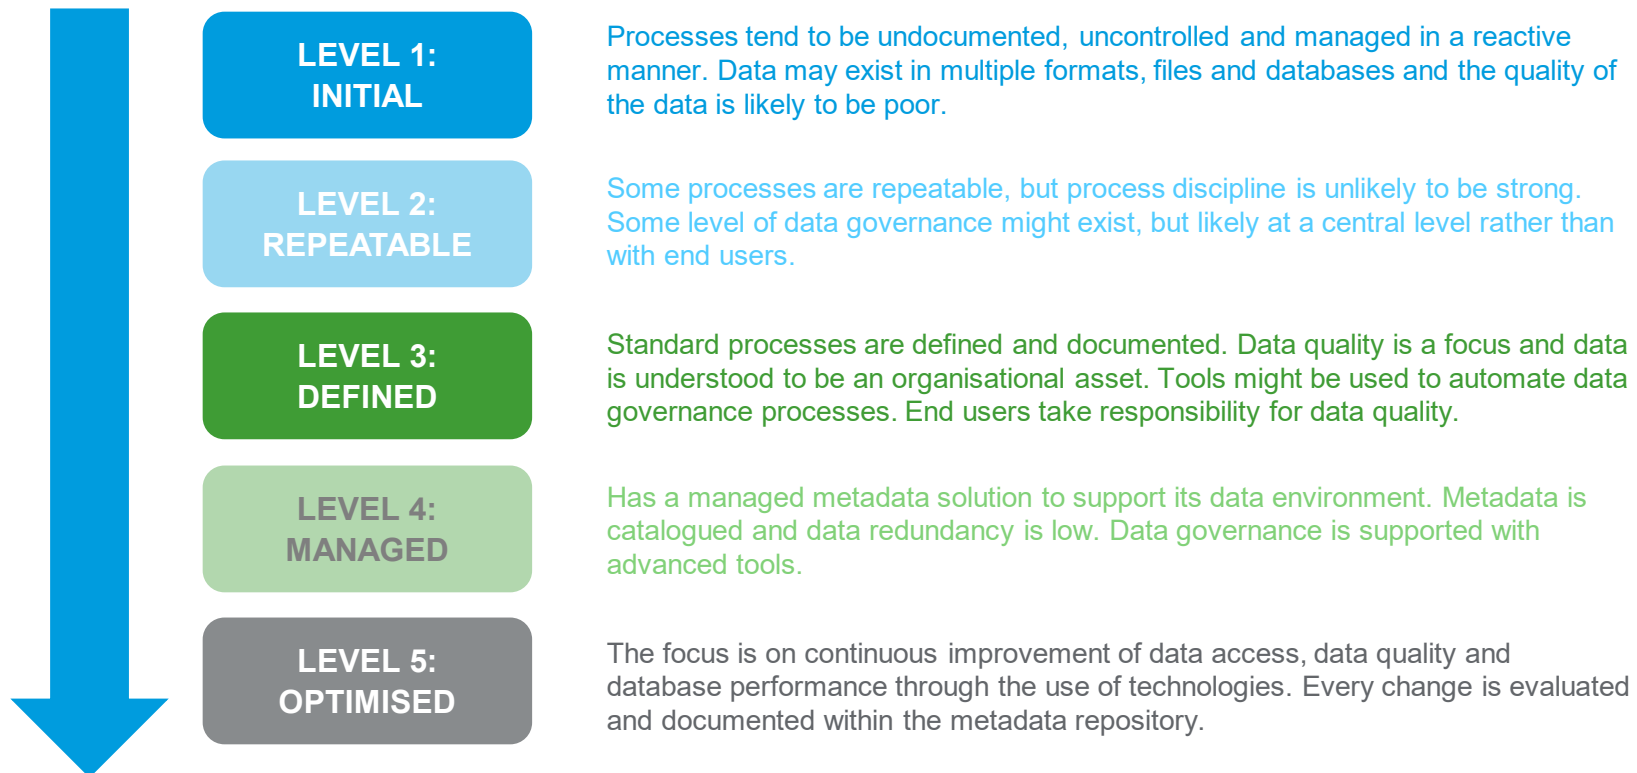 LEVEL 1:
INITIAL
Processes tend to be undocumented, uncontrolled and managed in a reactive
manner. Data may exist in multiple formats, files and databases and the quality of
the data is likely to be poor.
LEVEL 2:
REPEATABLE
Some processes are repeatable, but process discipline is unlikely to be strong.
Some level of data governance might exist, but likely at a central level rather than
with end users.
LEVEL 3:
DEFINED
Standard processes are defined and documented. Data quality is a focus and data
is understood to be an organisational asset. Tools might be used to automate data
governance processes. End users take responsibility for data quality.
LEVEL 4:
MANAGED
Has a managed metadata solution to support its data environment. Metadata is
catalogued and data redundancy is low. Data governance is supported with
advanced tools.
LEVEL 5:
OPTIMISED
The focus is on continuous improvement of data access, data quality and
database performance through the use of technologies. Every change is evaluated
and documented within the metadata repository.